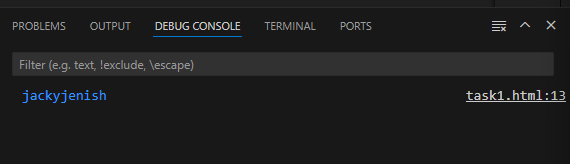 PROBLEMS OUTPUT DEBUG CONSOLE TERMINAL PORTS
Filter (e.g. text, !exclude, \escape)
jackyjenish task1.html:13